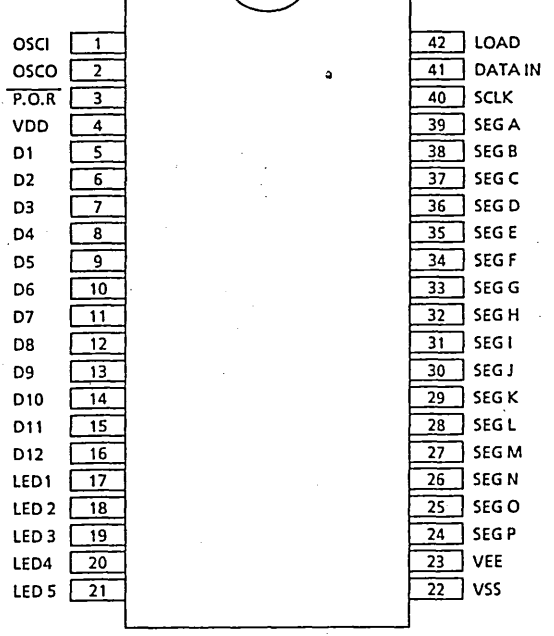 OSCI 1 42 LOAD
OSCO 2 41 DATA IN
P.O.R 3 40 SCLK
VDD 4 39 SEG A
D1 5 38 SEG B
D2 6 37 SEG C
D3 7 36 SEG D
D4 8 35 SEG E
D5 9 34 SEG F
D6 10 33 SEG G
D7 11 32 SEG H
D8 12 31 SEG I
D9 13 30 SEG J
D10 14 29 SEG K
D11 15 28 SEG L
D12 16 27 SEG M
LED1 17 26 SEG N
LED 2 18 25 SEG O
LED 3 19 24 SEG P
LED4 20 23 VEE
LED 5 21 22 VSS